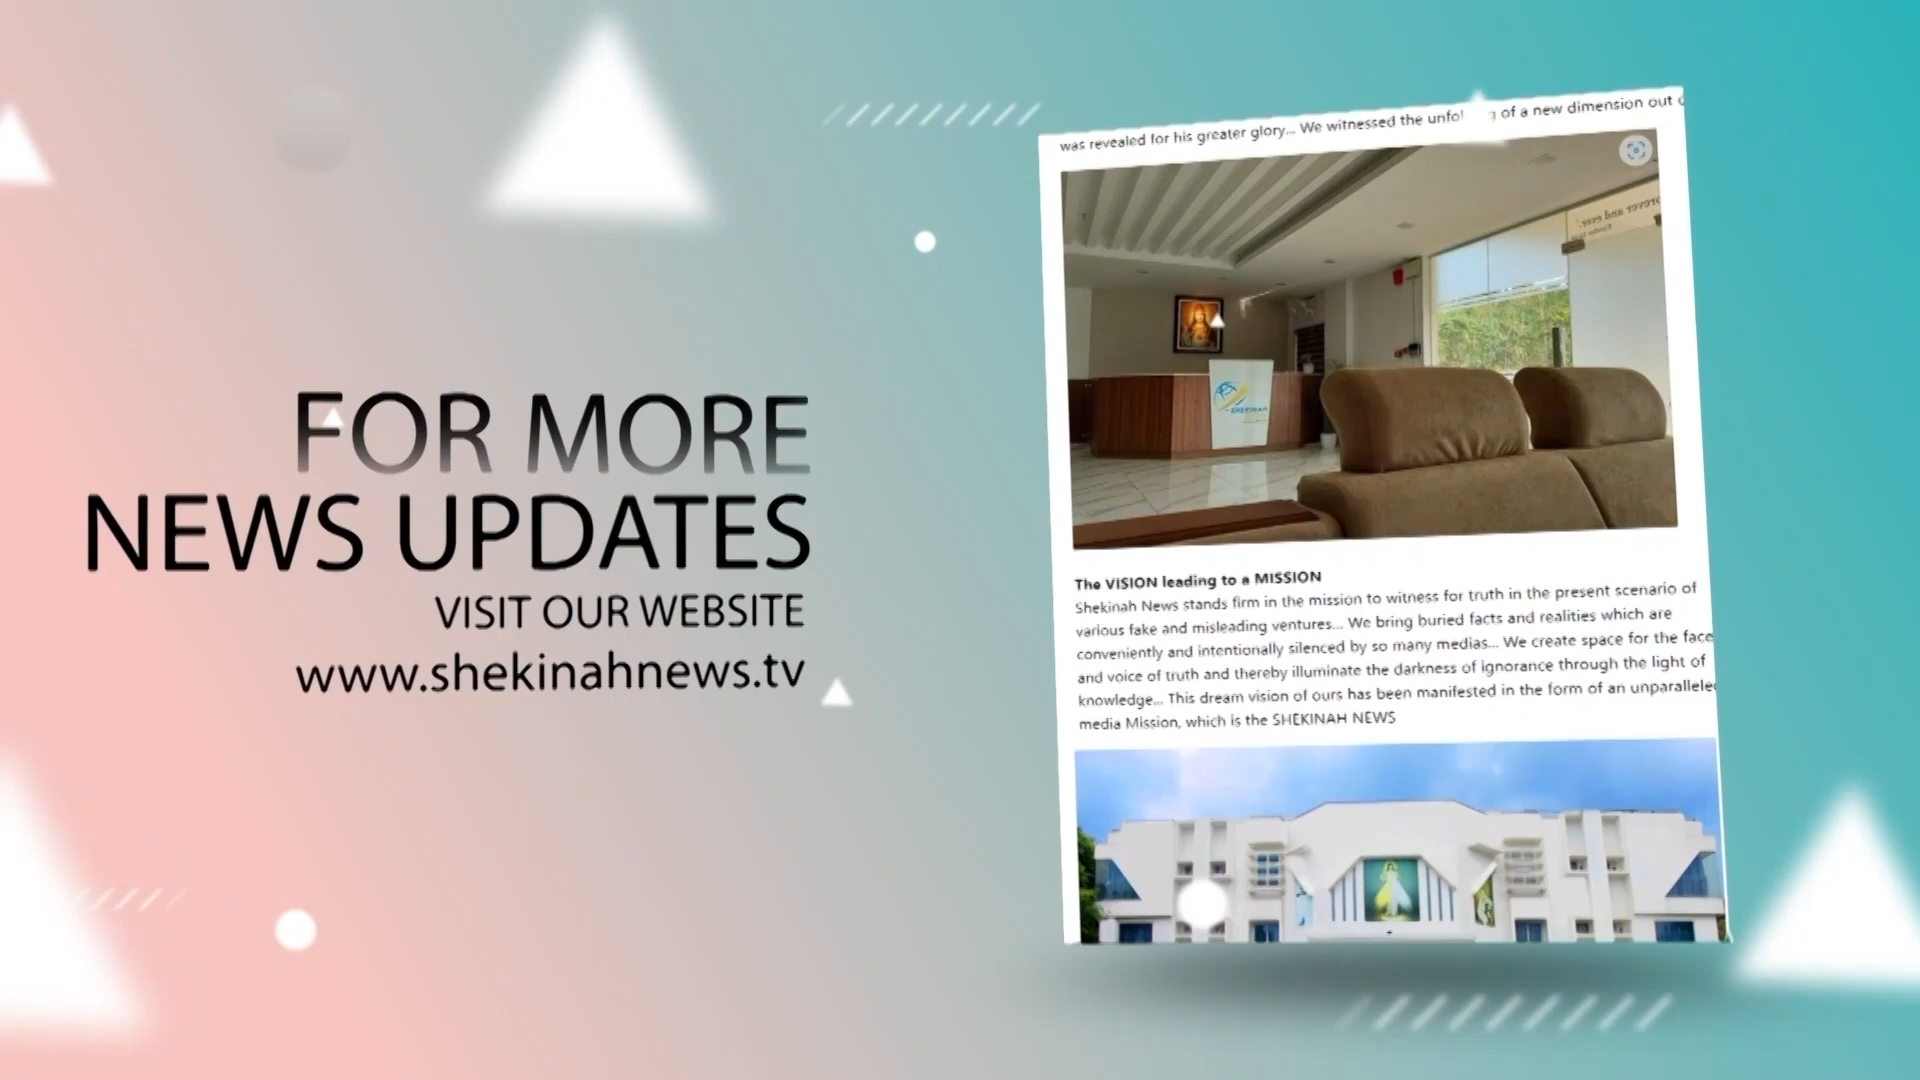 FOR MORE
NEWS UPDATES
VISIT OUR WEBSITE
www.shekinahnews.tv
was revealed for his greater glory... We witnessed the of a new dimension out
SHEKINAH
The VISION leading to a MISSION
Shekinah News stands firm in the mission to witness for truth in the present scenario of
various fake and misleading ventures... We bring buried facts and realities which are
conveniently and intentionally silenced by so many medias... We create space for the face
and voice of truth and thereby illuminate the darkness of ignorance through the light of
knowledge... This dream vision of ours has been manifested in the form of an
media Mission, which is the SHEKINAH NEWS